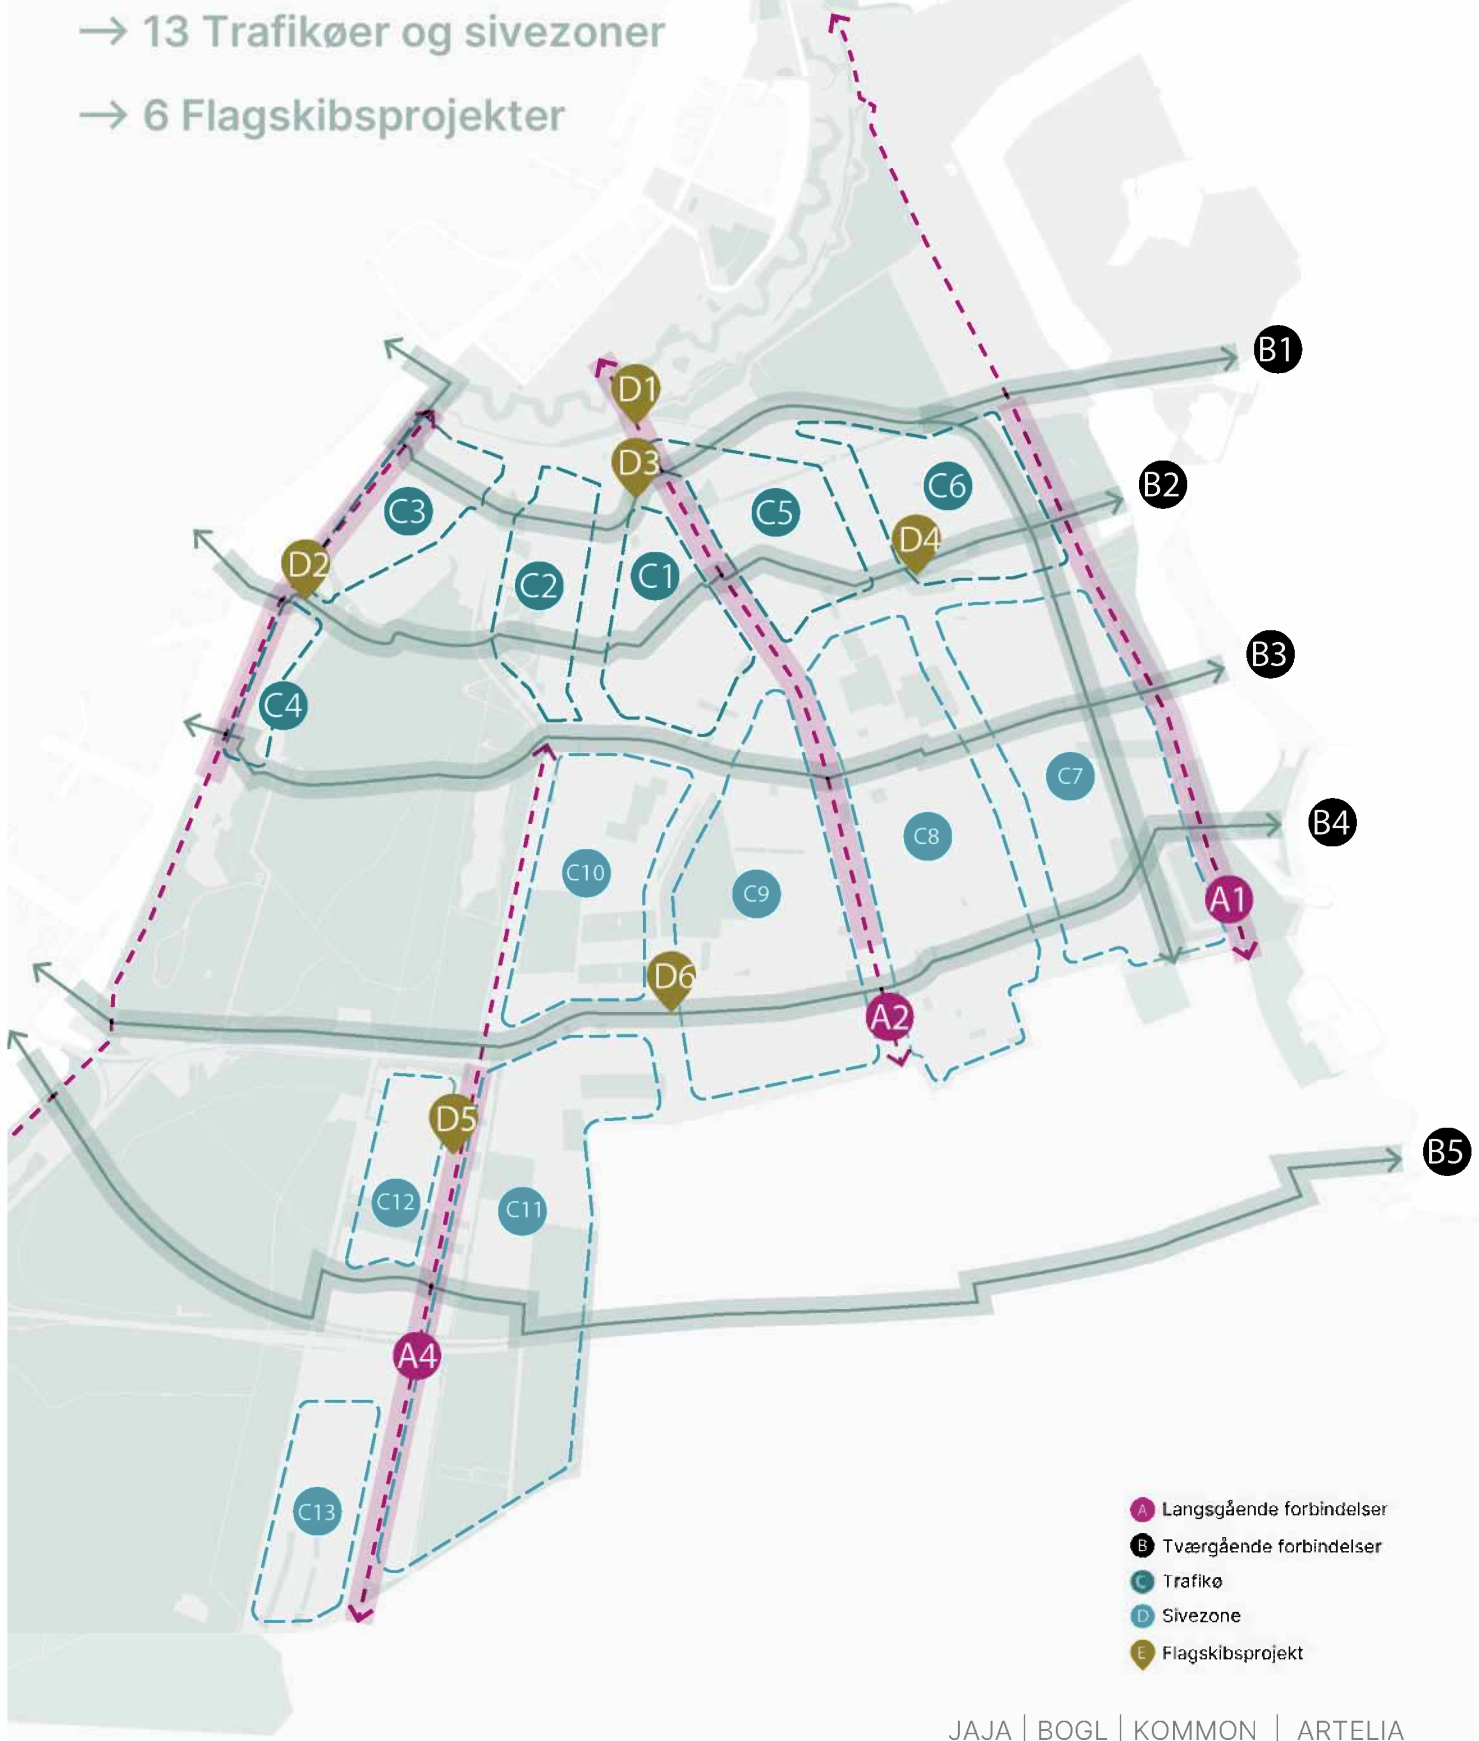 → 13 Trafikøer og sivezoner
→ 6 Flagskibsprojekter
B1
D1
D3
B2
C3
C5
C6
D4
D2
C2
C1
B3
C4
C7
B4
C8
C10
C9
A1
D6
A2
D5
B5
C12
C11
A4
C13
A Langsgående forbindelser
B Tværgående forbindelser
C Trafikø
D Sivezone
E Flagskibsprojekt
JAJA | BOGL | KOMMON | ARTELIA